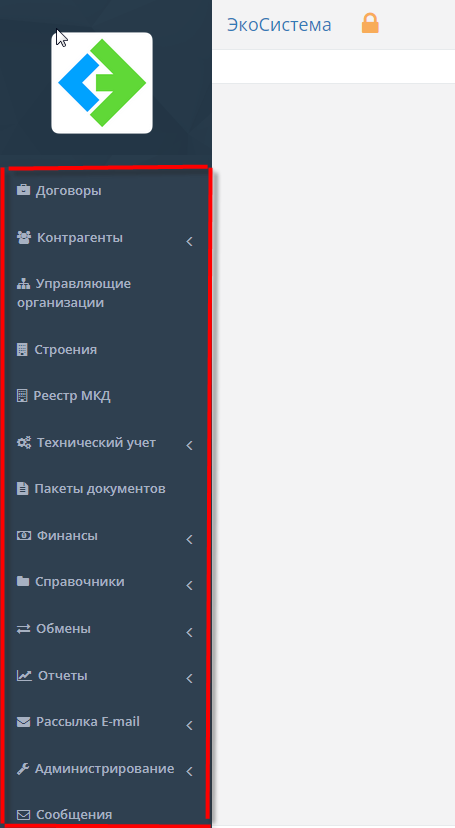 ЭкоСистема
Договоры
Контрагенты
Управляющие
организации
Строения
Реестр МКД
Технический учет
Пакеты документов
Финансы
Справочники
Обмены
Отчеты
Рассылка E-mail
Администрирование
Сообщения